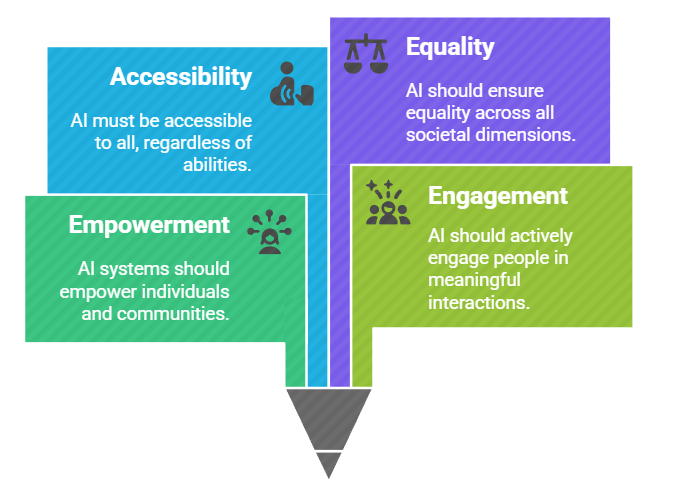 Accessibility
AI must be accessible
to all, regardless of
abilities.
Equality
AI should ensure
equality across all
societal dimensions.
Empowerment
AI systems should
empower individuals
and communities.
Engagement
AI should actively
engage people in
meaningful
interactions.